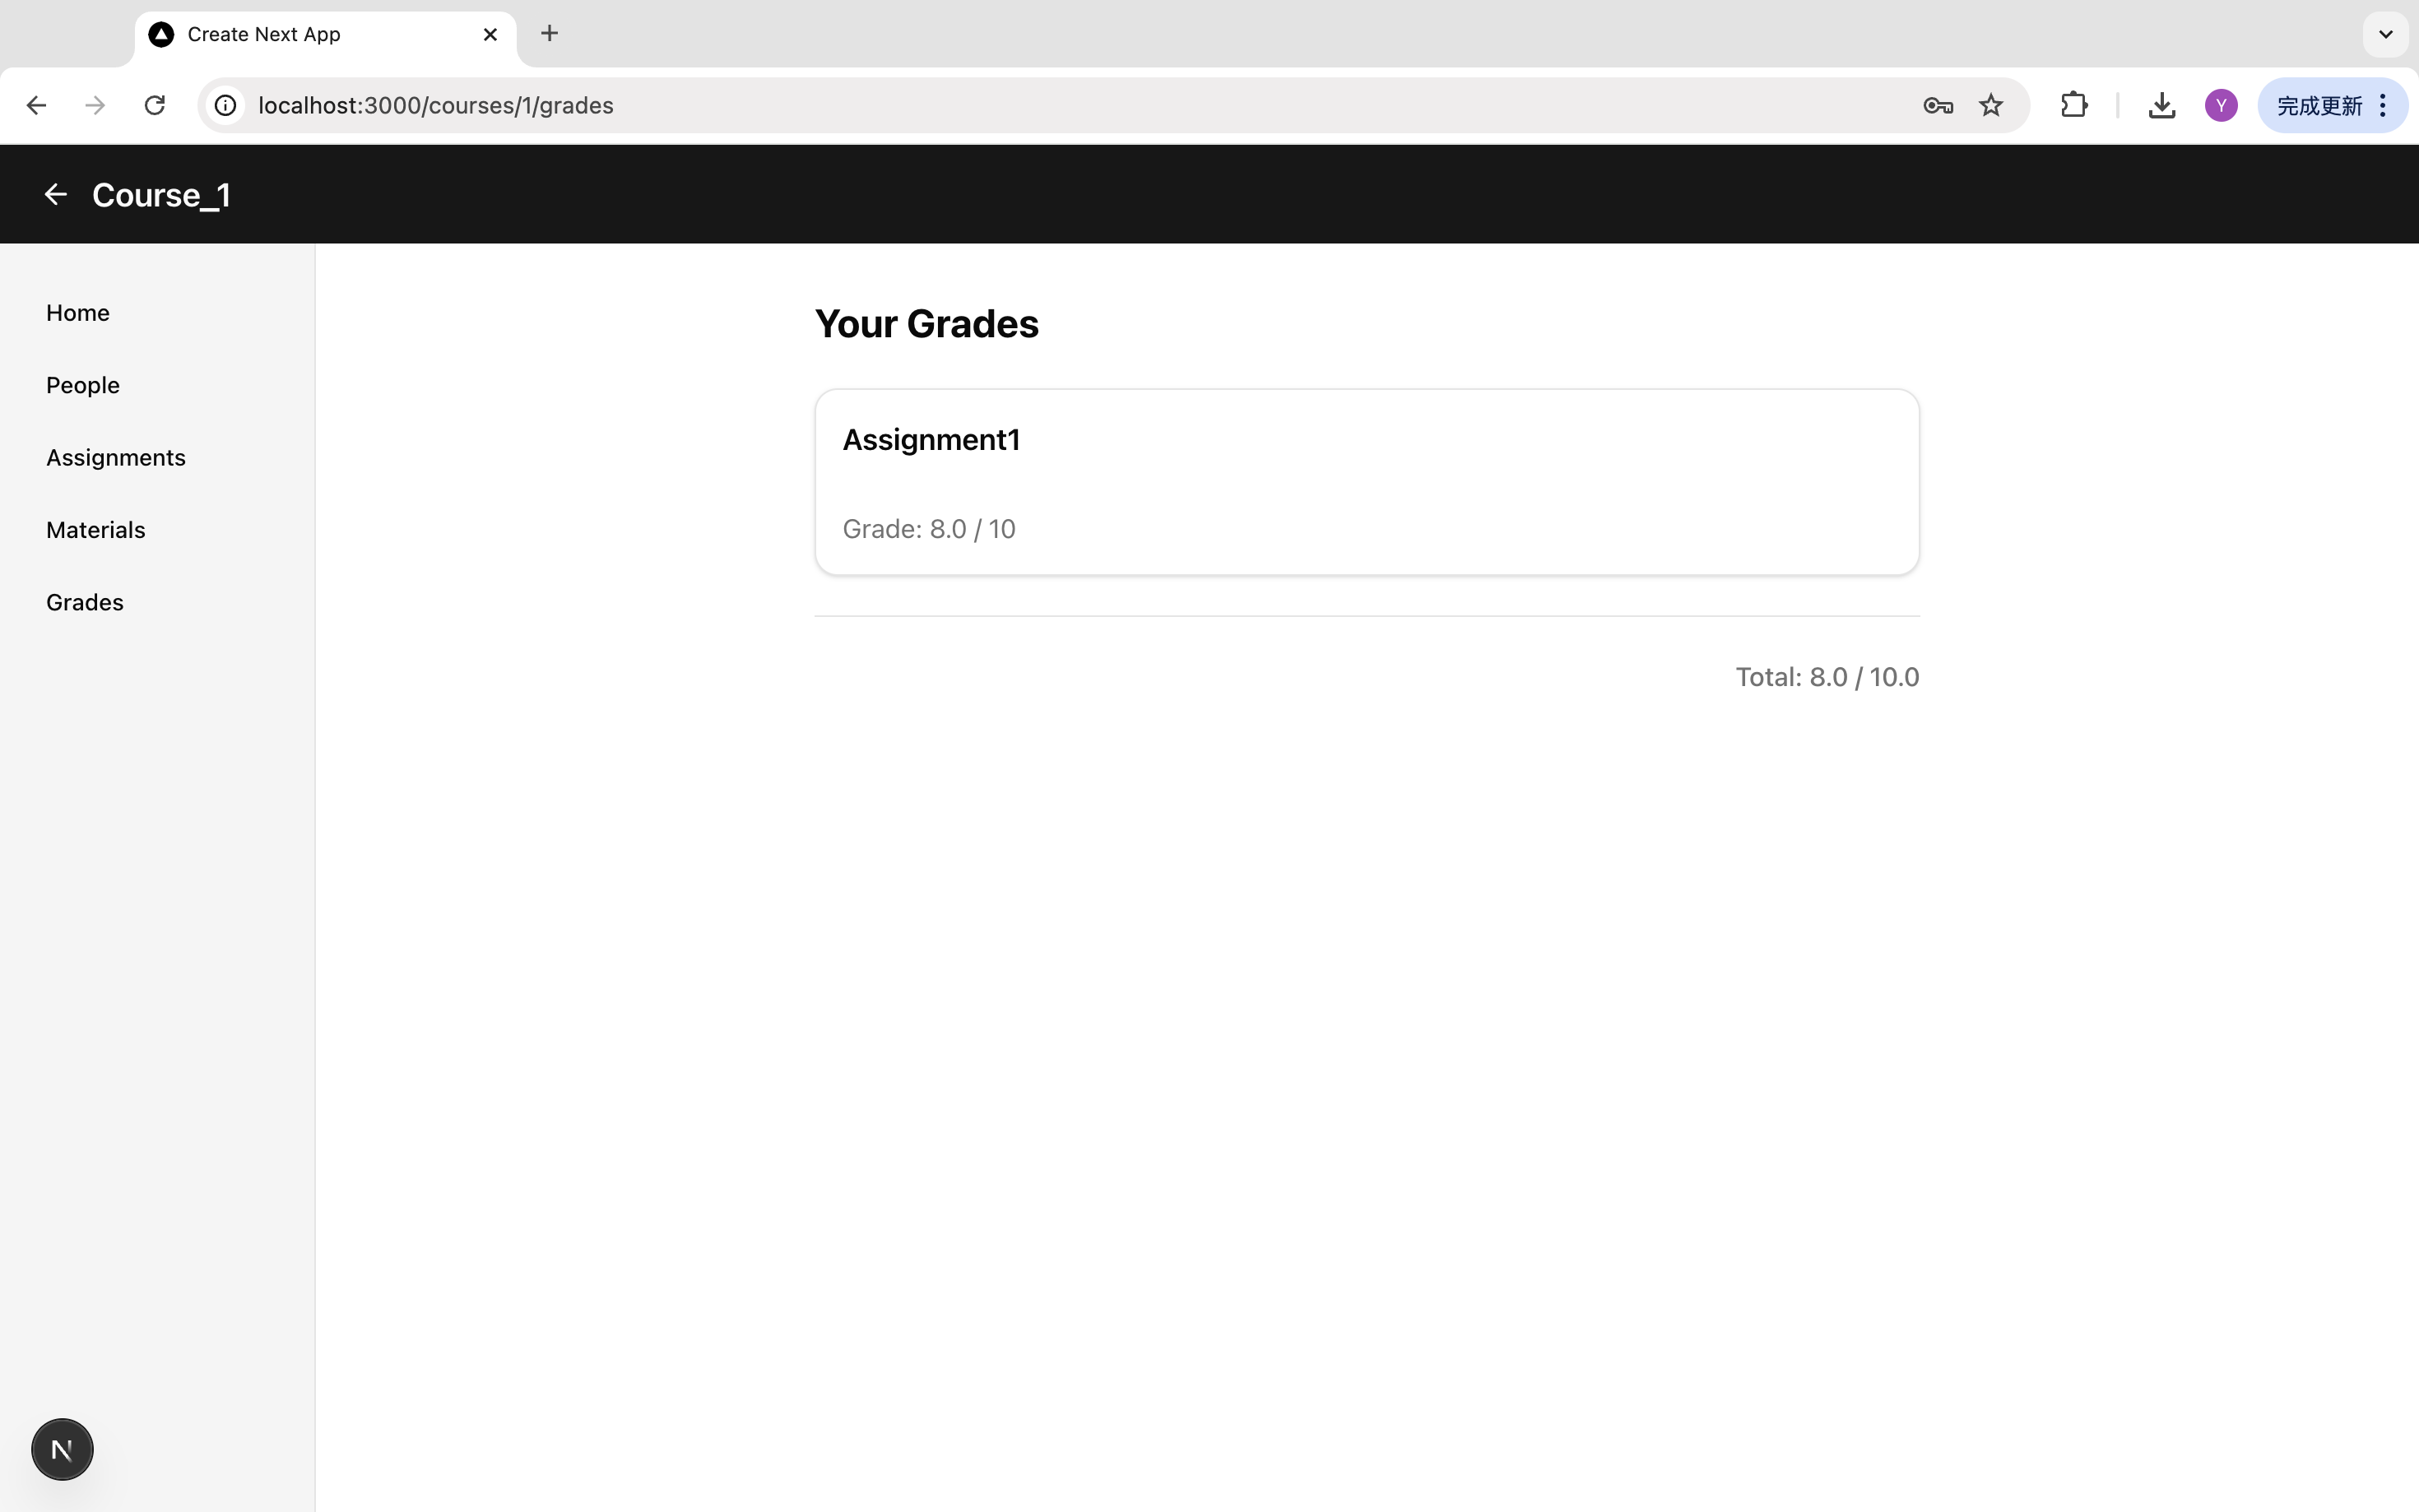 Create Next App
localhost:3000/courses/1/grades
Y
完成更新
Course_1
Home
People
Assignments
Materials
Grades
Your Grades
Assignment1
Grade: 8.0 / 10
Total: 8.0 / 10.0
N